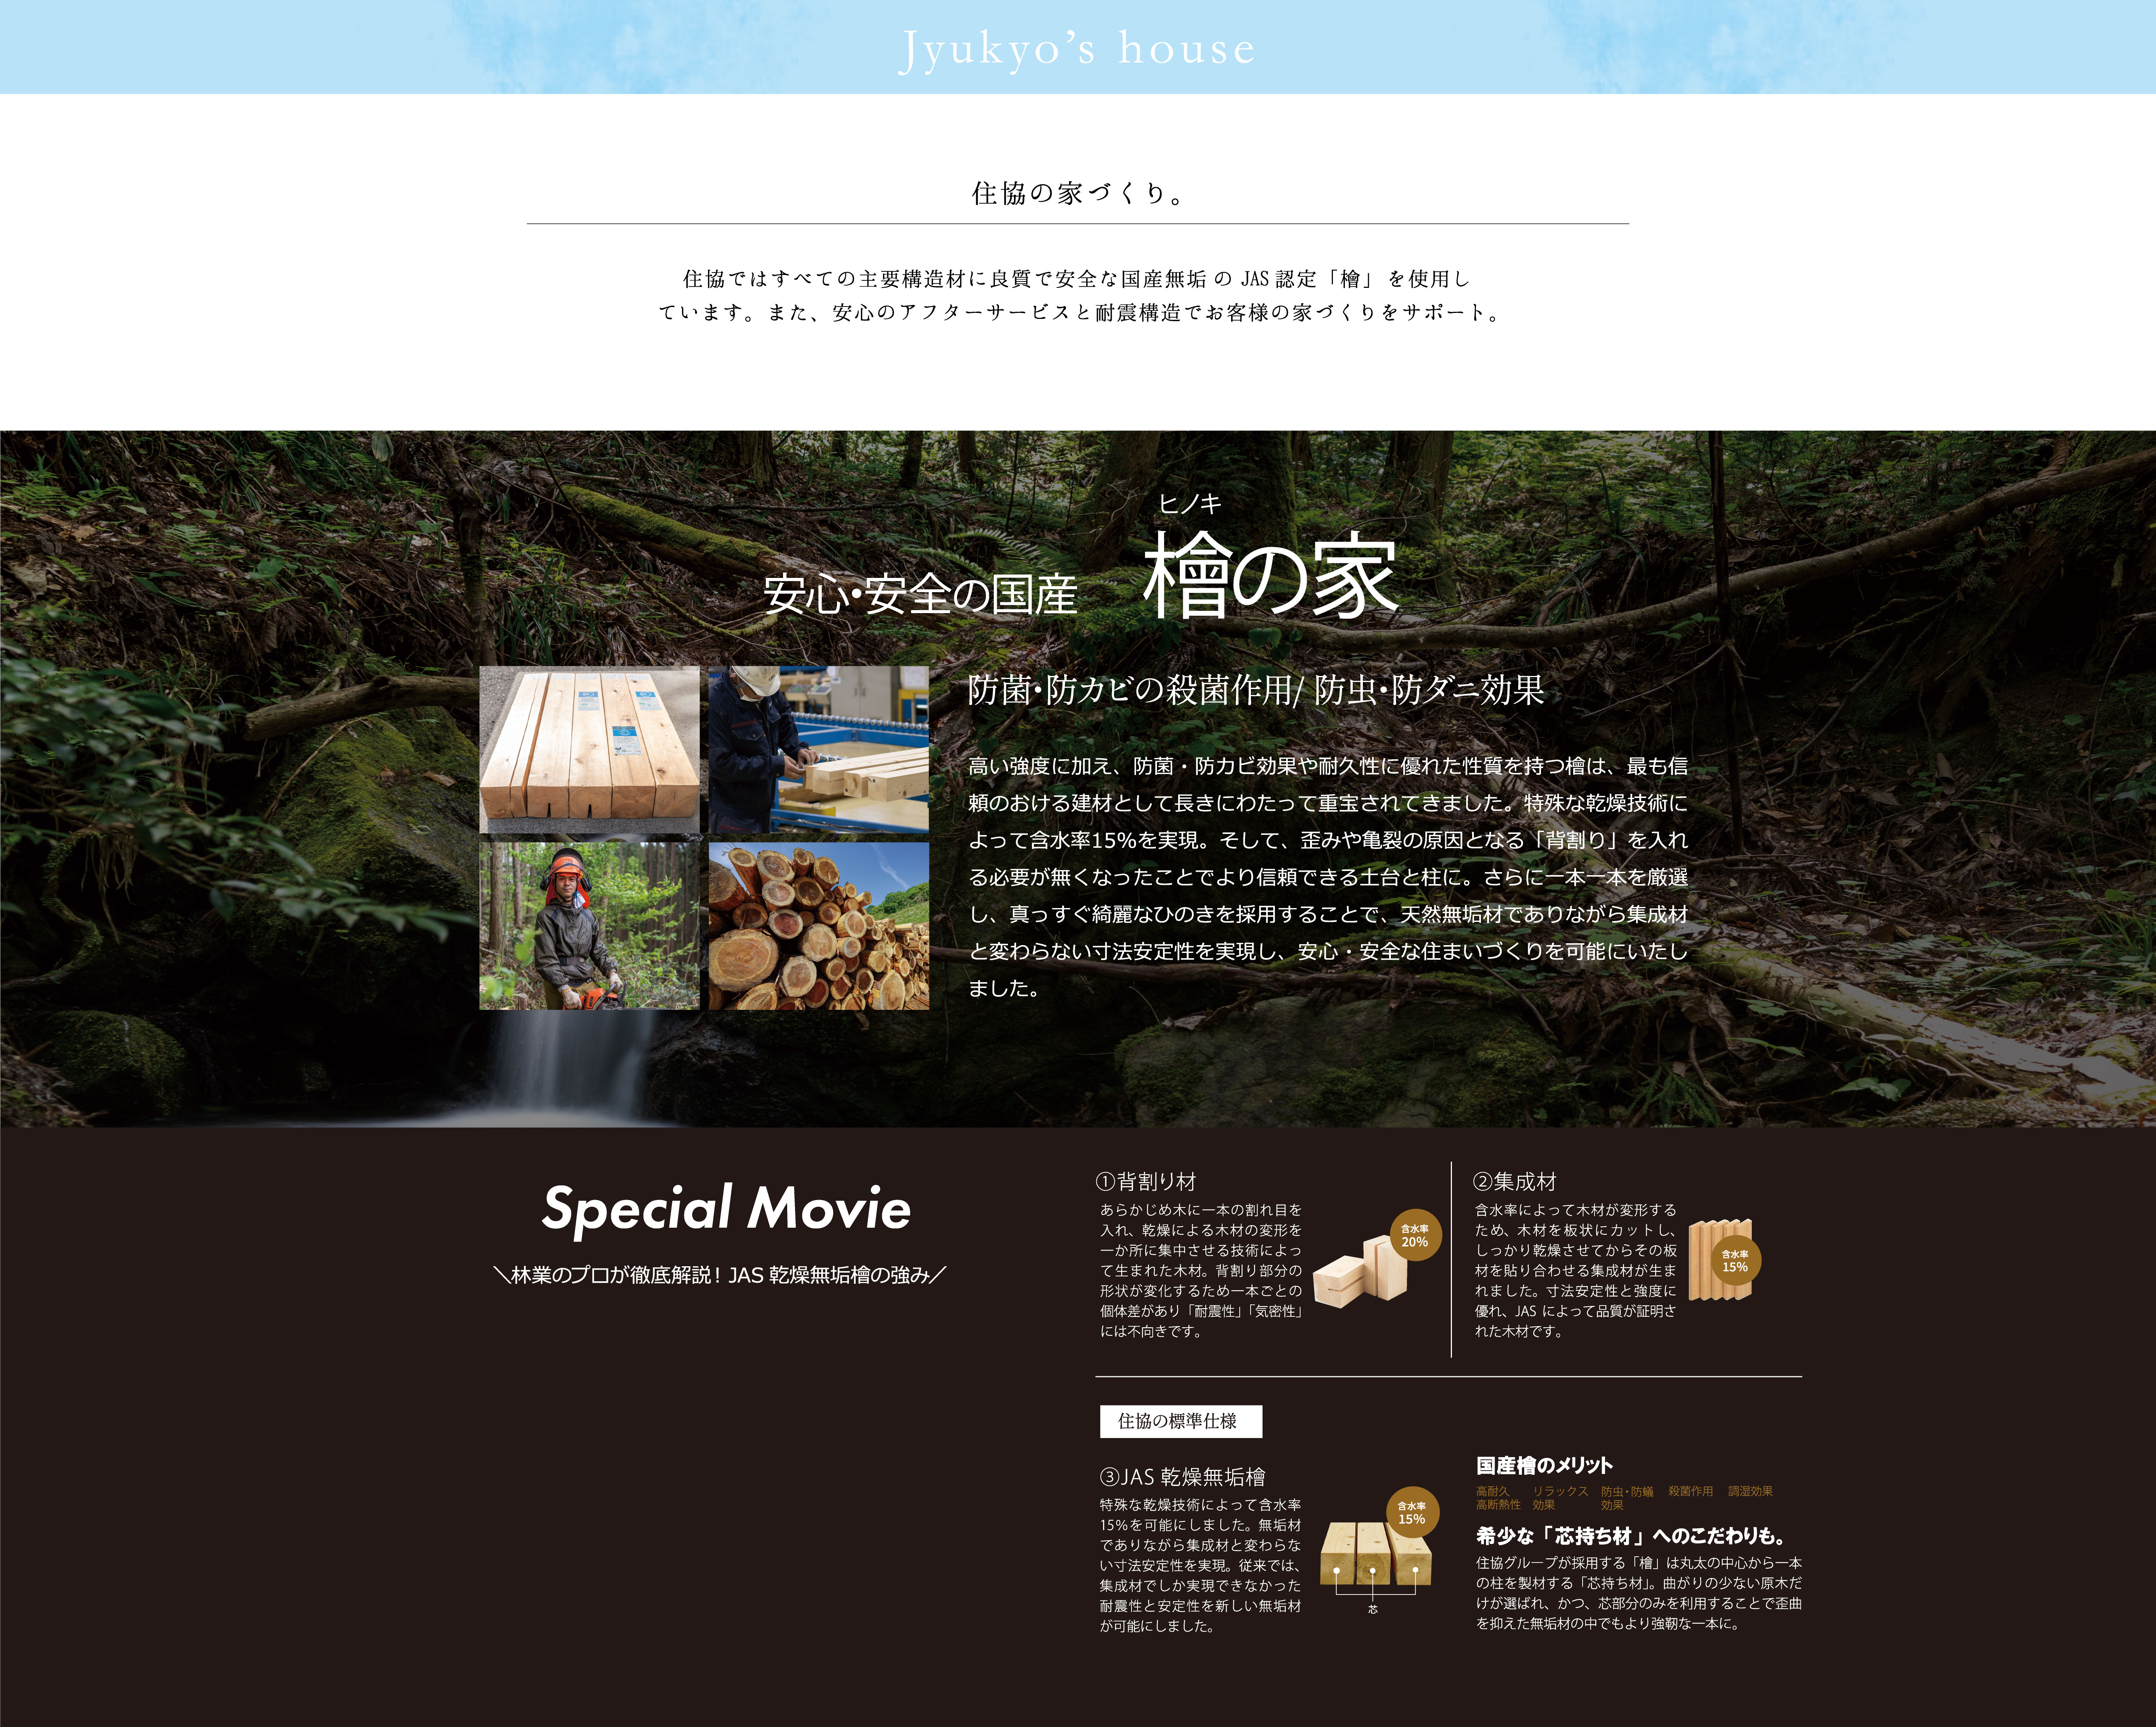 Jyukyo's house
住協の家づくり。
住協ではすべての主要構造材に良質で安全な国産無垢 の JAS 認定「檜」 を使用し
ています。また、安心のアフターサービスと耐震構造でお客様の家づくりをサポート。
ヒノキ
安心・安全の国産 檜の家
防菌・防カビの殺菌作用/ 防虫・防ダニ効果
高い強度に加え、防菌・防カビ効果や耐久性に優れた性質を持つ檜は、最も信
頼のおける建材として長きにわたって重宝されてきました。特殊な乾燥技術に
よって含水率15%を実現。そして、歪みや亀裂の原因となる「背割り」を入れ
る必要が無くなったことでより信頼できる土台と柱に。さらに一本一本を厳選
し、真っすぐ綺麗なひのきを採用することで、天然無垢材でありながら集成材
と変わらない寸法安定性を実現し、安心・安全な住まいづくりを可能にいたし
ました。
Special Movie
＼林業のプロが徹底解説！JAS 乾燥無垢檜の強み／
①背割り材
あらかじめ木に一本の割れ目を
入れ、乾燥による木材の変形を
一か所に集中させる技術によっ
て生まれた木材。背割り部分の
形状が変化するため一本ごとの
個体差があり「耐震性」「気密性」
には不向きです。
含水率
20%
②集成材
含水率によって木材が変形する
ため、木材を板状にカットし、
しっかり乾燥させてからその板
材を貼り合わせる集成材が生ま
れました。寸法安定性と強度に
優れ、JAS によって品質が証明さ
れた木材です。
含水率
15%
住協の標準仕様
③JAS 乾燥無垢檜
特殊な乾燥技術によって含水率
15%を可能にしました。無垢材
でありながら集成材と変わらな
い寸法安定性を実現。従来では、
集成材でしか実現できなかった
耐震性と安定性を新しい無垢材
が可能にしました。
含水率
15%
芯
国産檜のメリット
高耐久 リラックス 防虫・防蟻 殺菌作用 調湿効果
高断熱性 効果 効果
希少な「芯持ち材」へのこだわりも。
住協グループが採用する「檜」は丸太の中心から一本
の柱を製材する「芯持ち材」。曲がりの少ない原木だ
けが選ばれ、かつ、芯部分のみを利用することで歪曲
を抑えた無垢材の中でもより強靭な一本に。